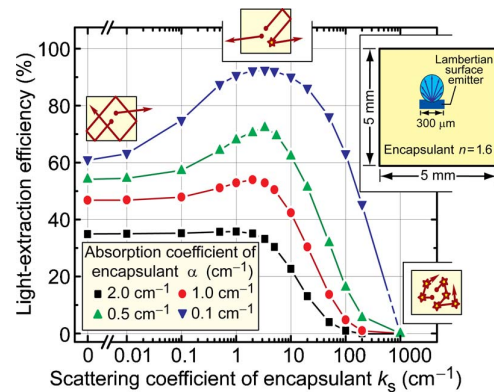 Light-extraction efficiency (%)
100
80
60
40
20
0
Lambertian
surface
emitter
5 mm
300 µm
Encapsulant n = 1.6
5 mm
Absorption coefficient of
encapsulant α (cm⁻¹)
2.0 cm⁻¹ 1.0 cm⁻¹
0.5 cm⁻¹ 0.1 cm⁻¹
0 0.01 0.1 1 10 100 1000
Scattering coefficient of encapsulant kₛ (cm⁻¹)